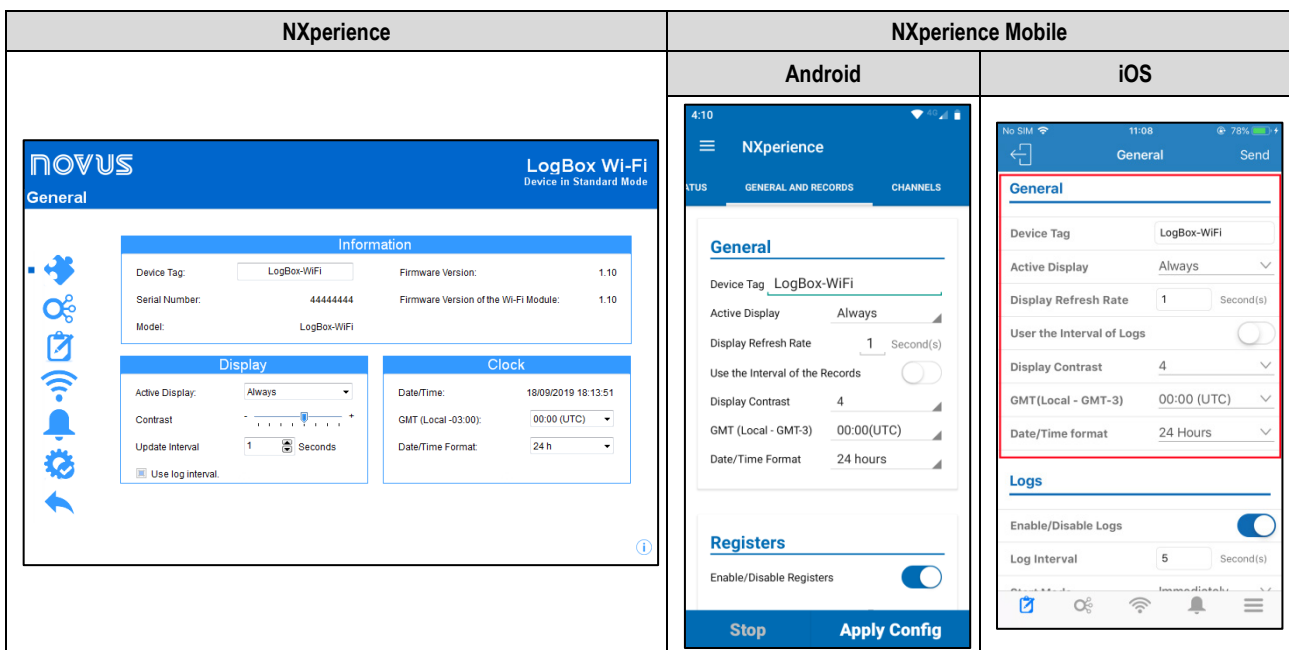 NXperience
NXperience Mobile
Android
iOS
NOVUS
LogBox Wi-Fi
Device in Standard Mode
General
Information
Device Tag: LogBox-WiFi Firmware Version: 1.10
Serial Number: 44444444 Firmware Version of the Wi-Fi Module: 1.10
Model: LogBox-WiFi
Display
Active Display: Always
Contrast - +
Update Interval 1 Seconds
Use log interval.
Clock
Date/Time: 18/09/2019 18:13:51
GMT (Local -03:00): 00:00 (UTC)
Date/Time Format: 24 h
4:10 4G
NXperience
TUS GENERAL AND RECORDS CHANNELS
General
Device Tag LogBox-WiFi
Active Display Always
Display Refresh Rate 1 Second(s)
Use the Interval of the Records
Display Contrast 4
GMT (Local - GMT-3) 00:00(UTC)
Date/Time Format 24 hours
Registers
Enable/Disable Registers
Stop Apply Config
No SIM 11:08 78%
General Send
General
Device Tag LogBox-WiFi
Active Display Always
Display Refresh Rate 1 Second(s)
User the Interval of Logs
Display Contrast 4
GMT(Local - GMT-3) 00:00 (UTC)
Date/Time format 24 Hours
Logs
Enable/Disable Logs
Log Interval 5 Second(s)